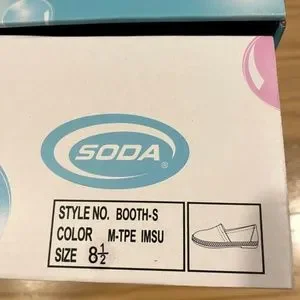 SODA®
STYLE NO. BOOTH-S
COLOR M-TPE IMSU
SIZE 8½